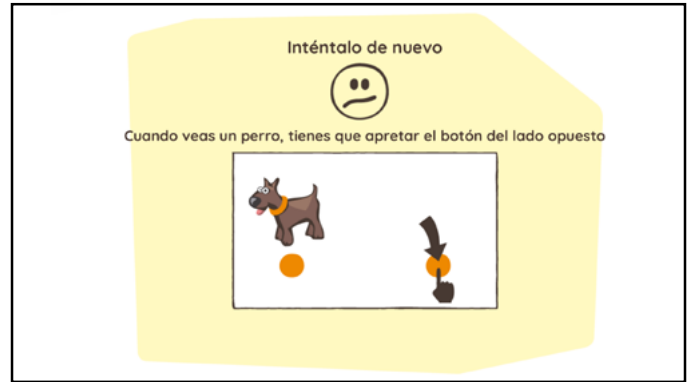 Inténtalo de nuevo
Cuando veas un perro, tienes que apretar el botón del lado opuesto